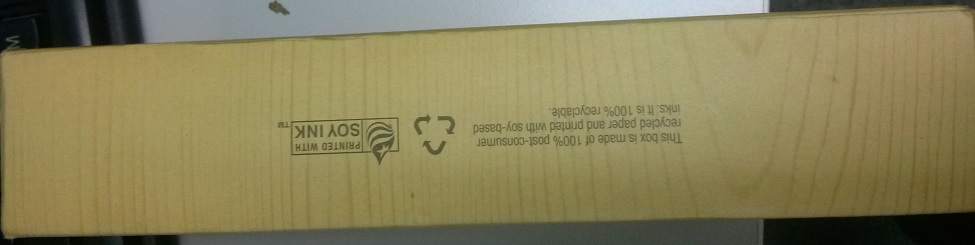 This box is made of 100% post-consumer
recycled paper and printed with soy-based
inks. It is 100% recyclable.
PRINTED WITH
SOY INK™